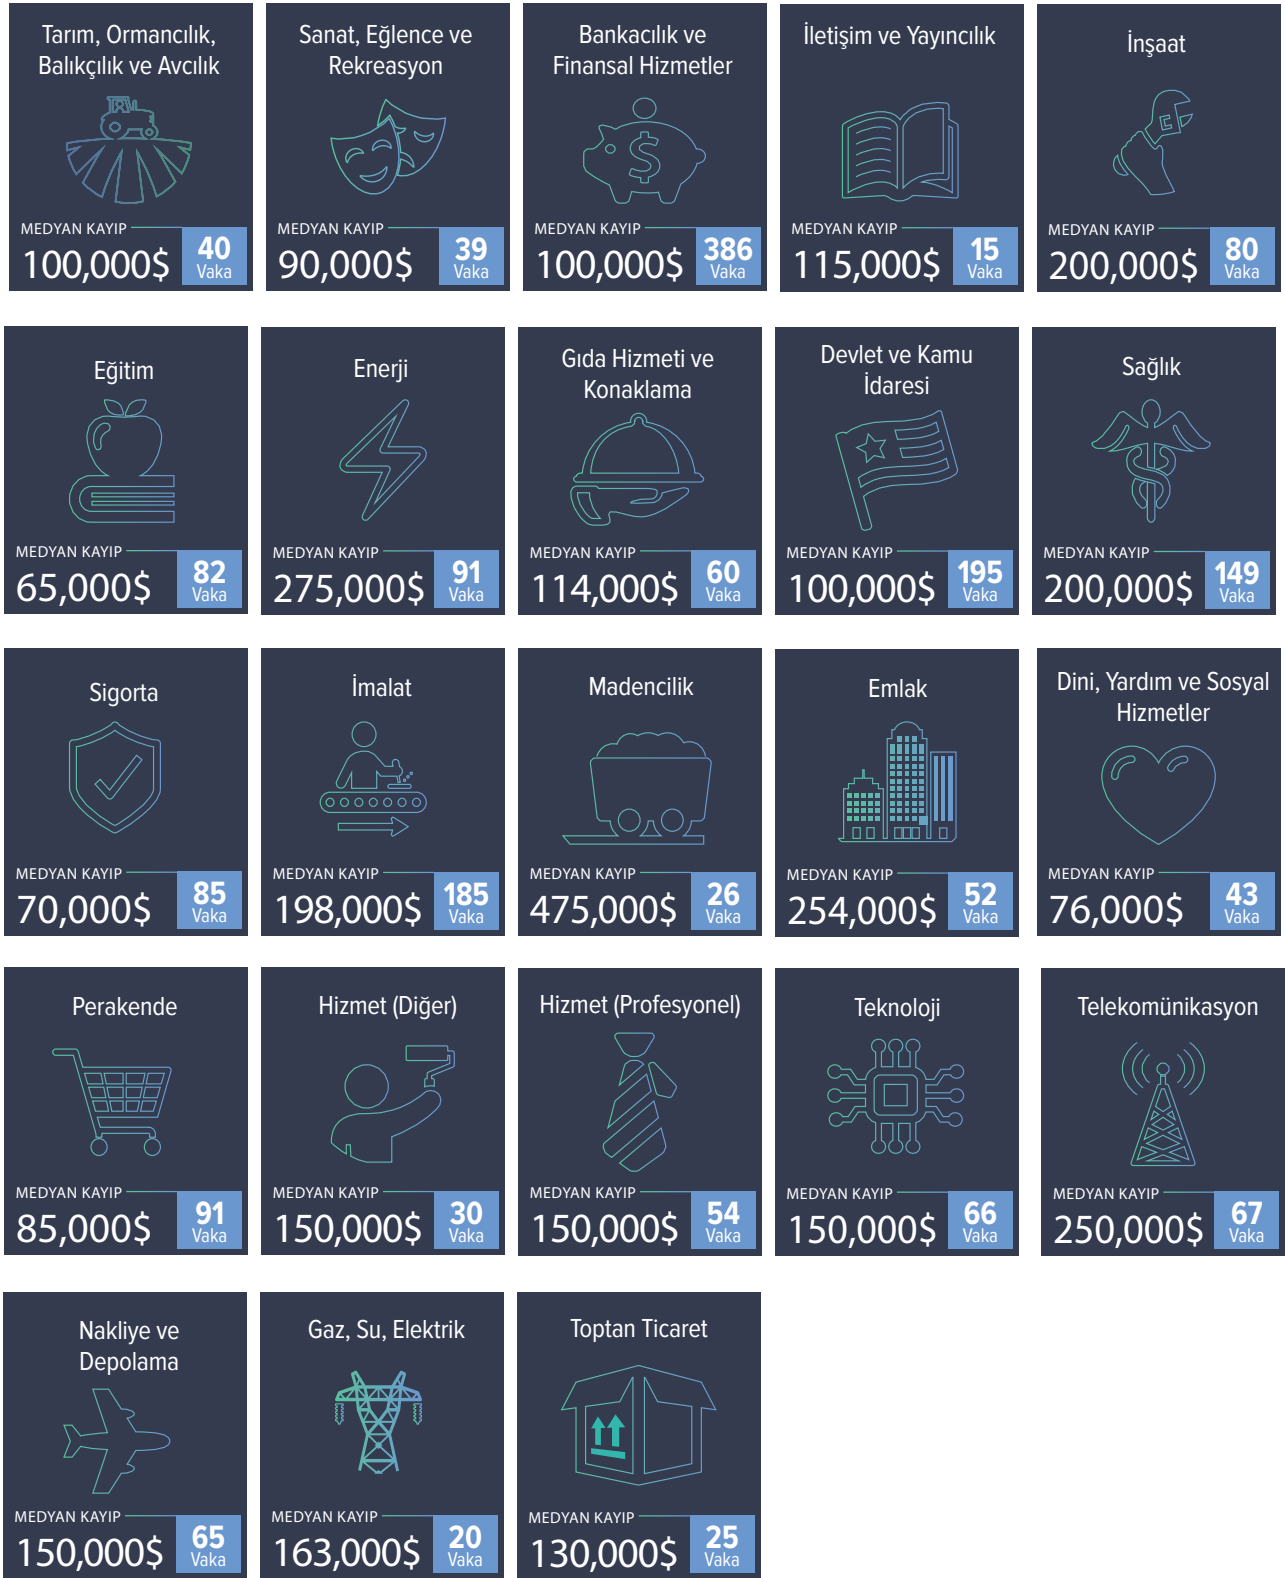 Tarım, Ormancılık,
Balıkçılık ve Avcılık
MEDYAN KAYIP
100,000$
40
Vaka
Sanat, Eğlence ve
Rekreasyon
MEDYAN KAYIP
90,000$
39
Vaka
Bankacılık ve
Finansal Hizmetler
MEDYAN KAYIP
100,000$
386
Vaka
İletişim ve Yayıncılık
MEDYAN KAYIP
115,000$
15
Vaka
İnşaat
MEDYAN KAYIP
200,000$
80
Vaka
Eğitim
MEDYAN KAYIP
65,000$
82
Vaka
Enerji
MEDYAN KAYIP
275,000$
91
Vaka
Gıda Hizmeti ve
Konaklama
MEDYAN KAYIP
114,000$
60
Vaka
Devlet ve Kamu
İdaresi
MEDYAN KAYIP
100,000$
195
Vaka
Sağlık
MEDYAN KAYIP
200,000$
149
Vaka
Sigorta
MEDYAN KAYIP
70,000$
85
Vaka
İmalat
MEDYAN KAYIP
198,000$
185
Vaka
Madencilik
MEDYAN KAYIP
475,000$
26
Vaka
Emlak
MEDYAN KAYIP
254,000$
52
Vaka
Dini, Yardım ve Sosyal
Hizmetler
MEDYAN KAYIP
76,000$
43
Vaka
Perakende
MEDYAN KAYIP
85,000$
91
Vaka
Hizmet (Diğer)
MEDYAN KAYIP
150,000$
30
Vaka
Hizmet (Profesyonel)
MEDYAN KAYIP
150,000$
54
Vaka
Teknoloji
MEDYAN KAYIP
150,000$
66
Vaka
Telekomünikasyon
MEDYAN KAYIP
250,000$
67
Vaka
Nakliye ve
Depolama
MEDYAN KAYIP
150,000$
65
Vaka
Gaz, Su, Elektrik
MEDYAN KAYIP
163,000$
20
Vaka
Toptan Ticaret
MEDYAN KAYIP
130,000$
25
Vaka